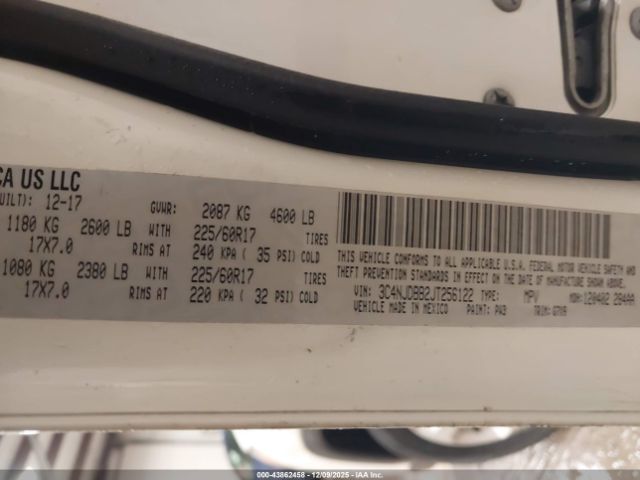 CA US LLC
UILT): 12-17 GVWR: 2087 KG 4600 LB
1180 KG 2600 LB WITH 225/60R17 TIRES
17X7.0 RIMS AT 240 KPA ( 35 PSI) COLD
1080 KG 2380 LB WITH 225/60R17 TIRES
17X7.0 RIMS AT 220 KPA ( 32 PSI) COLD
THIS VEHICLE CONFORMS TO ALL APPLICABLE U.S.A. FEDERAL MOTOR VEHICLE SAFETY AND
THEFT PREVENTION STANDARDS IN EFFECT ON THE DATE OF MANUFACTURE SHOWN ABOVE.
VIN: 3C4NJDBB2JT256122 TYPE: MPV MDH: 120402 204AA
VEHICLE MADE IN MEXICO PAINT: PW3 TRIM:
000-43862458 - 12/09/2025 - IAA